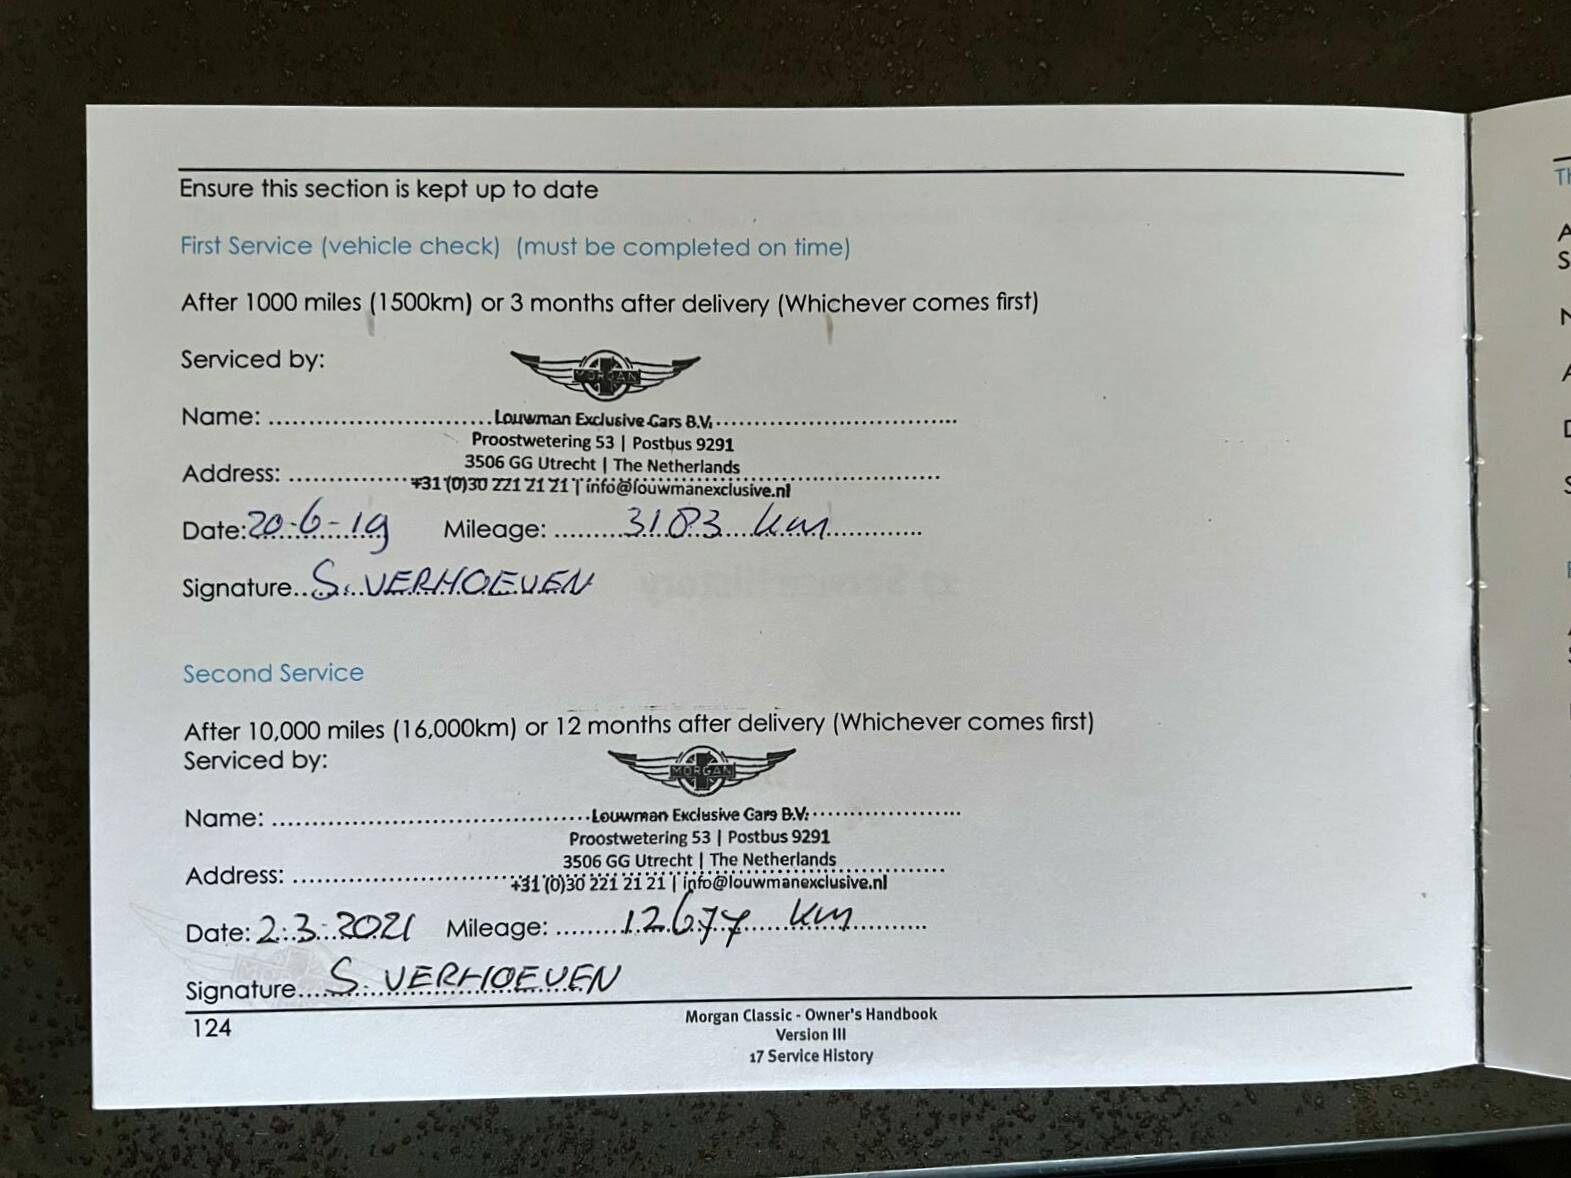 Ensure this section is kept up to date
First Service (vehicle check) (must be completed on time)
After 1000 miles (1500km) or 3 months after delivery (Whichever comes first)
Serviced by:
MORGAN
Name: Louwman Exclusive Cars B.V.
Proostwetering 53 | Postbus 9291
3506 GG Utrecht | The Netherlands
Address:
+31 (0)30 221 21 21 | info@louwmanexclusive.nl
Date: 20-6-19 Mileage: 3183 km
Signature S. VERHOEVEN
Second Service
After 10,000 miles (16,000km) or 12 months after delivery (Whichever comes first)
Serviced by:
MORGAN
Name: Louwman Exclusive Cars B.V.
Proostwetering 53 | Postbus 9291
3506 GG Utrecht | The Netherlands
Address:
+31 (0)30 221 21 21 | info@louwmanexclusive.nl
Date: 2.3.2021 Mileage: 12.677 km
Signature S. VERHOEVEN
124
Morgan Classic - Owner's Handbook
Version III
17 Service History